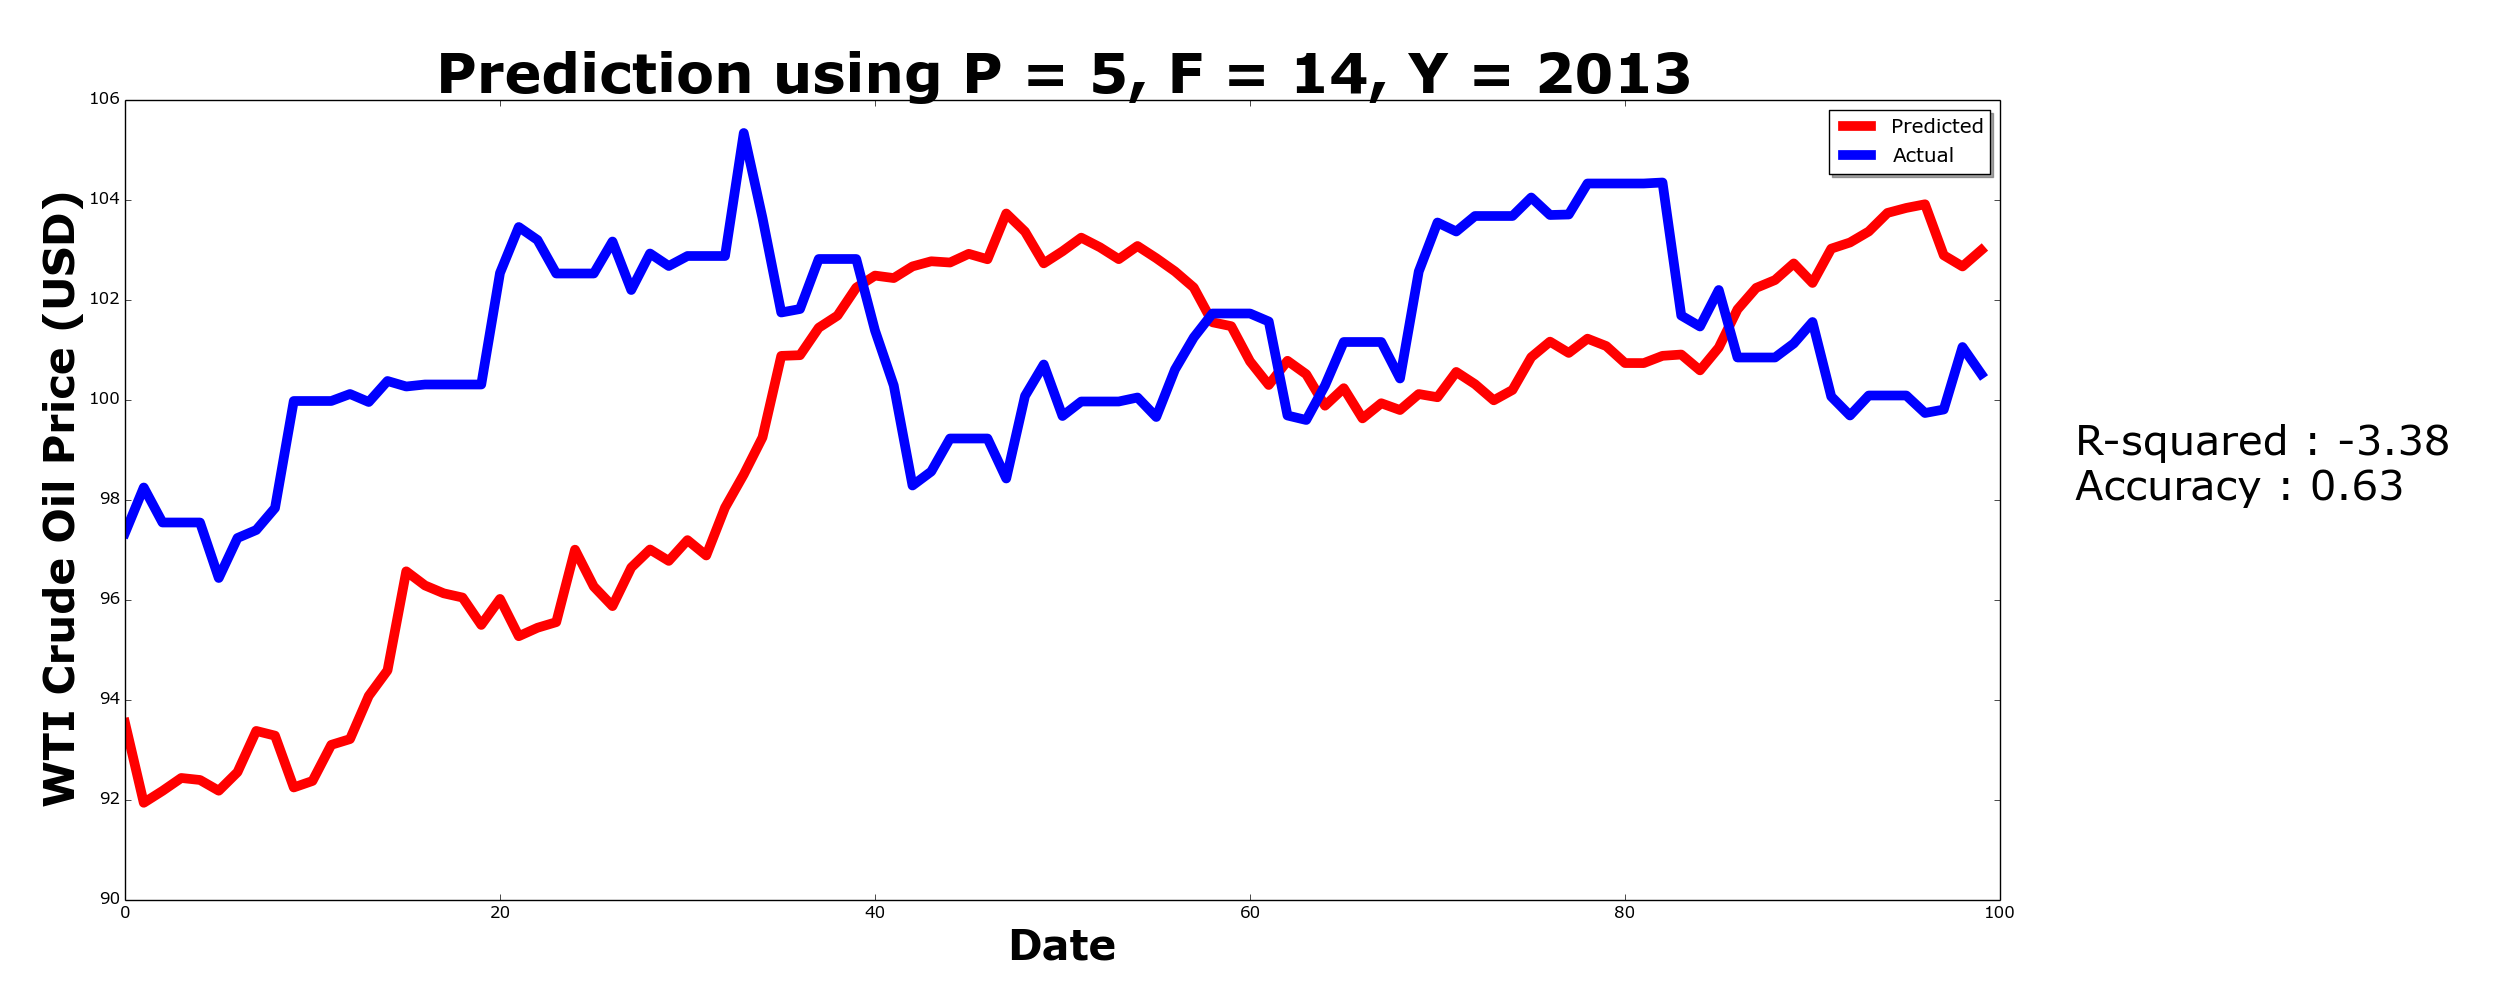 Prediction using P = 5, F = 14, Y = 2013
WTI Crude Oil Price (USD)
106
104
102
100
98
96
94
92
90
0 20 40 60 80 100
Date
Predicted
Actual
R-squared : -3.38
Accuracy : 0.63